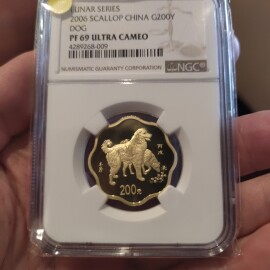 LUNAR SERIES
2006 SCALLOP CHINA G200Y
DOG
PF 69 ULTRA CAMEO
4289268-009
NUMISMATIC GUARANTY CORPORATION
NGC
200元